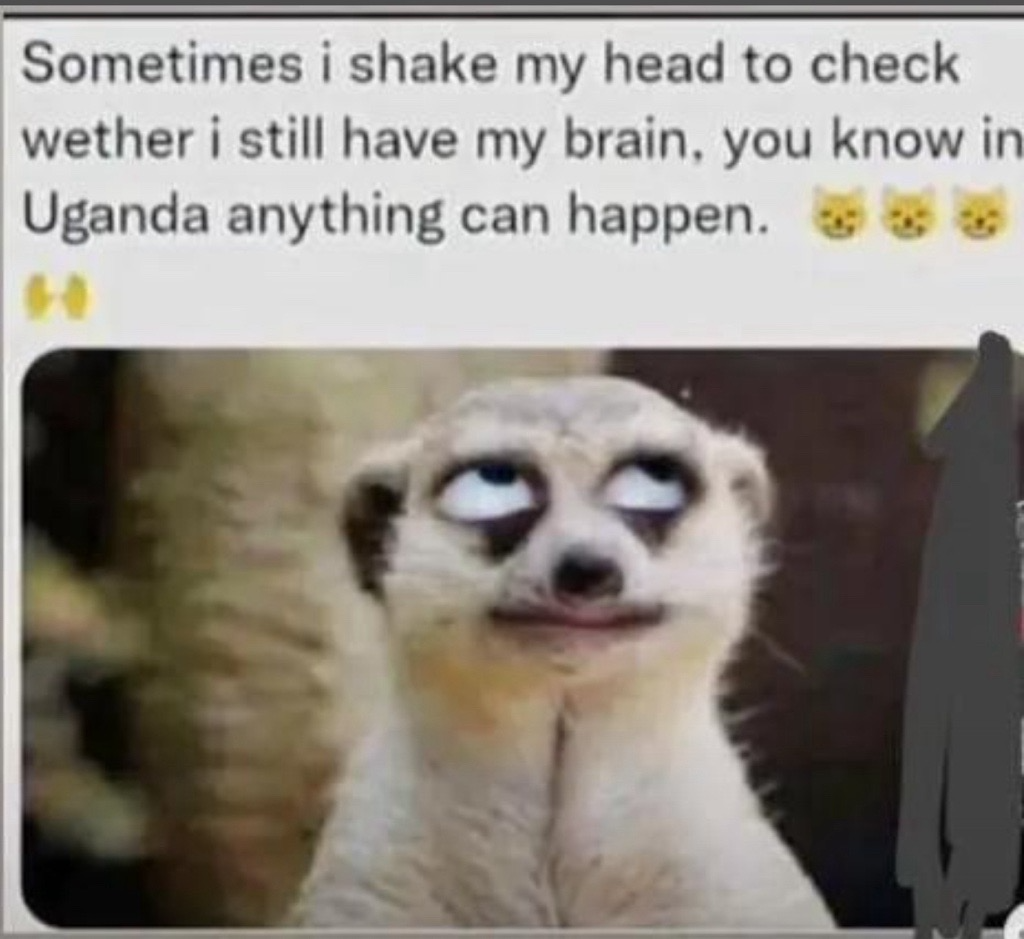 Sometimes i shake my head to check
wether i still have my brain, you know in
Uganda anything can happen. 😸😸😸
🙌